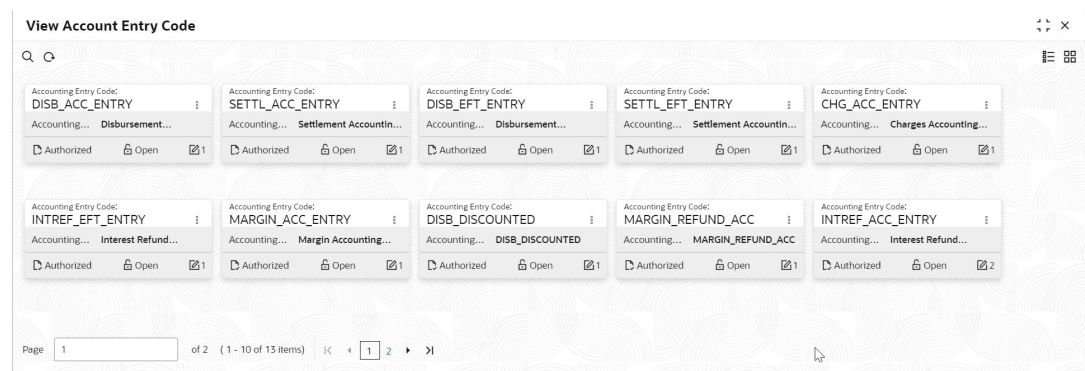 View Account Entry Code
Accounting Entry Code:
DISB_ACC_ENTRY
Accounting... Disbursement...
Authorized Open 1
Accounting Entry Code:
SETTL_ACC_ENTRY
Accounting... Settlement Accountin...
Authorized Open 1
Accounting Entry Code:
DISB_EFT_ENTRY
Accounting... Disbursement...
Authorized Open 1
Accounting Entry Code:
SETTL_EFT_ENTRY
Accounting... Settlement Accountin...
Authorized Open 1
Accounting Entry Code:
CHG_ACC_ENTRY
Accounting... Charges Accounting...
Authorized Open 1
Accounting Entry Code:
INTREF_EFT_ENTRY
Accounting... Interest Refund...
Authorized Open 1
Accounting Entry Code:
MARGIN_ACC_ENTRY
Accounting... Margin Accounting...
Authorized Open 1
Accounting Entry Code:
DISB_DISCOUNTED
Accounting... DISB_DISCOUNTED
Authorized Open 1
Accounting Entry Code:
MARGIN_REFUND_ACC
Accounting... MARGIN_REFUND_ACC
Authorized Open 1
Accounting Entry Code:
INTREF_ACC_ENTRY
Accounting... Interest Refund...
Authorized Open 2
Page 1 of 2 (1 - 10 of 13 items) 1 2